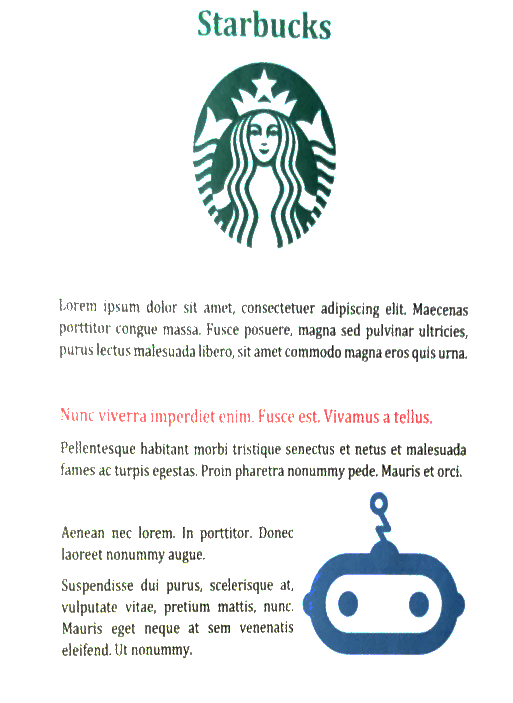 Starbucks
Lorem ipsum dolor sit amet, consectetuer adipiscing elit. Maecenas
porttitor congue massa. Fusce posuere, magna sed pulvinar ultricies,
purus lectus malesuada libero, sit amet commodo magna eros quis urna.
Nunc viverra imperdiet enim. Fusce est. Vivamus a tellus.
Pellentesque habitant morbi tristique senectus et netus et malesuada
fames ac turpis egestas. Proin pharetra nonummy pede. Mauris et orci.
Aenean nec lorem. In porttitor. Donec
laoreet nonummy augue.
Suspendisse dui purus, scelerisque at,
vulputate vitae, pretium mattis, nunc.
Mauris eget neque at sem venenatis
eleifend. Ut nonummy.